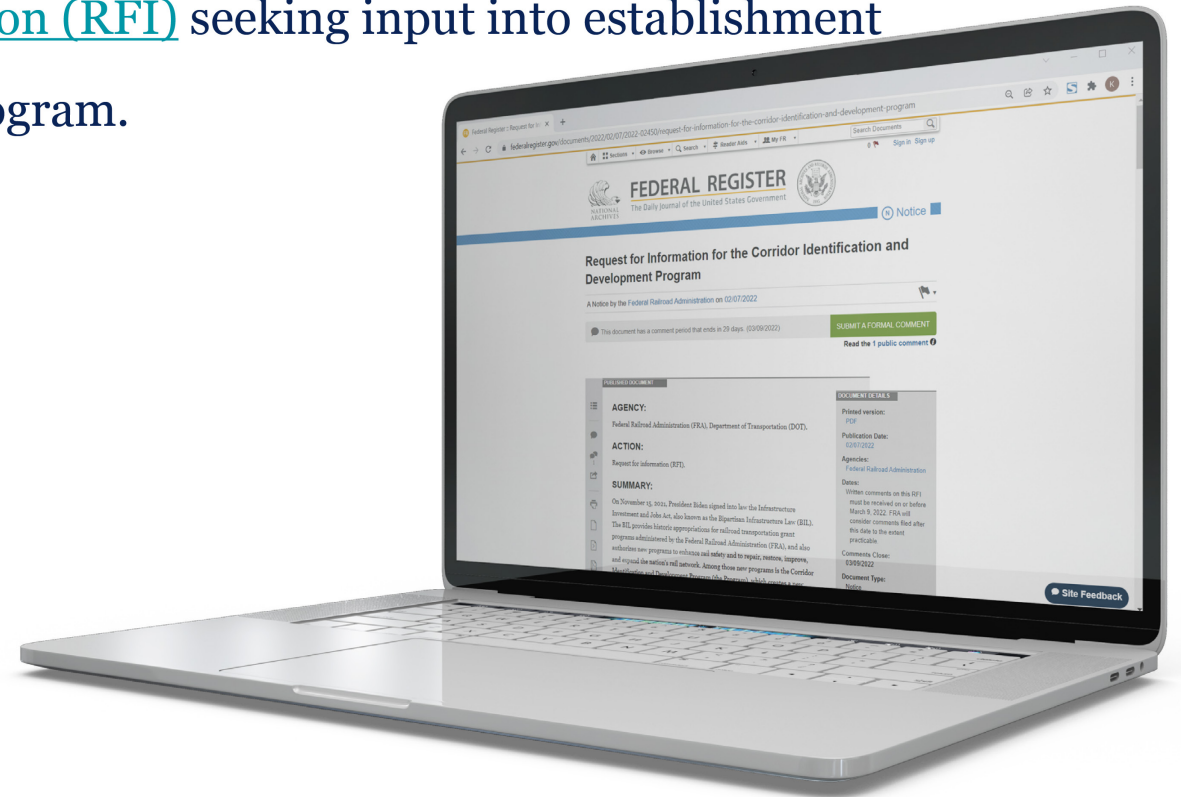 on (RFI) seeking input into establishment
ogram.
Federal Register :: Request for In
federalregister.gov/documents/2022/02/07/2022-02450/request-for-information-for-the-corridor-identification-and-development-program
Sections Browse Search Reader Aids My FR
Search Documents
0 Sign in Sign up
NATIONAL ARCHIVES
FEDERAL REGISTER
The Daily Journal of the United States Government
N Notice
Request for Information for the Corridor Identification and
Development Program
A Notice by the Federal Railroad Administration on 02/07/2022
This document has a comment period that ends in 29 days. (03/09/2022)
SUBMIT A FORMAL COMMENT
Read the 1 public comment
PUBLISHED DOCUMENT
AGENCY:
Federal Railroad Administration (FRA), Department of Transportation (DOT).
ACTION:
Request for information (RFI).
SUMMARY:
On November 15, 2021, President Biden signed into law the Infrastructure
Investment and Jobs Act, also known as the Bipartisan Infrastructure Law (BIL).
The BIL provides historic appropriations for railroad transportation grant
programs administered by the Federal Railroad Administration (FRA), and also
authorizes new programs to enhance rail safety and to repair, restore, improve,
and expand the nation's rail network. Among those new programs is the Corridor
Identification and Development Program (the Program), which creates a new
DOCUMENT DETAILS
Printed version:
PDF
Publication Date:
02/07/2022
Agencies:
Federal Railroad Administration
Dates:
Written comments on this RFI
must be received on or before
March 9, 2022. FRA will
consider comments filed after
this date to the extent
practicable.
Comments Close:
03/09/2022
Document Type:
Notice
Site Feedback